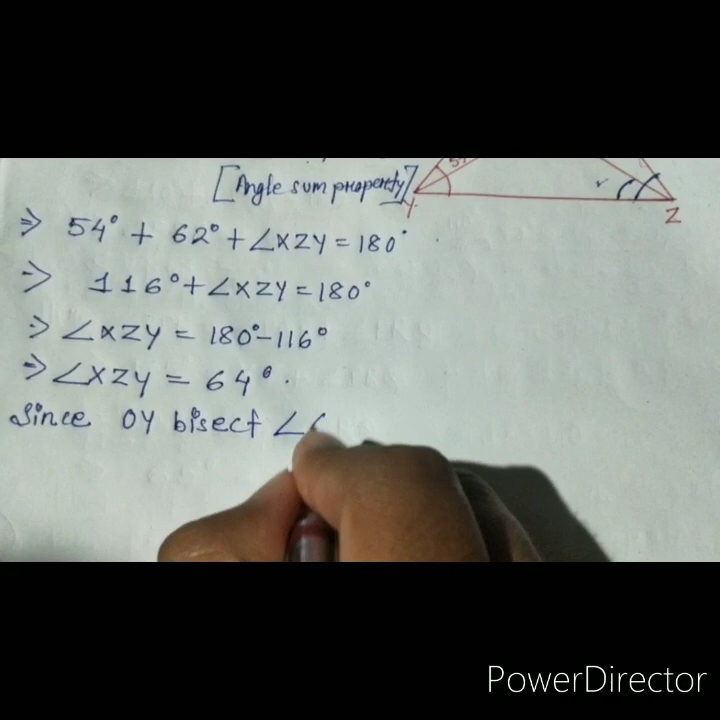 [Angle sum property]
Y
Z
⇒ 54° + 62° + ∠XZY = 180°
⇒ 116° + ∠XZY = 180°
⇒ ∠XZY = 180° – 116°
⇒ ∠XZY = 64°.
Since OY bisect ∠
PowerDirector